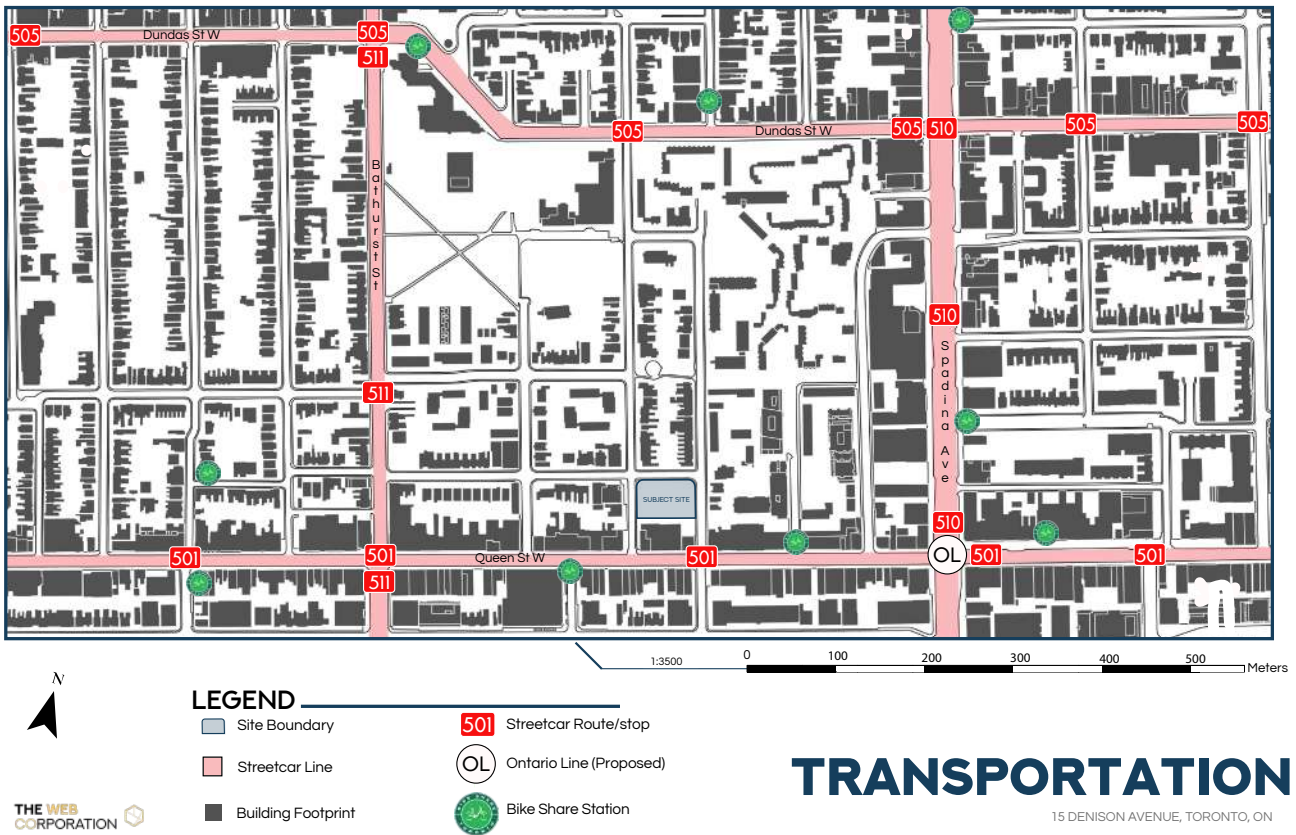 505
Dundas St W
505
511
505
Dundas St W
505
510
505
505
Bathurst St
510
Spadina Ave
511
SUBJECT SITE
510
501
501
511
Queen St W
501
OL
501
501
1:3500
0
100
200
300
400
500
Meters
N
LEGEND
Site Boundary
501 Streetcar Route/stop
Streetcar Line
OL Ontario Line (Proposed)
Building Footprint
Bike Share Station
THE WEB
CORPORATION
TRANSPORTATION
15 DENISON AVENUE, TORONTO, ON